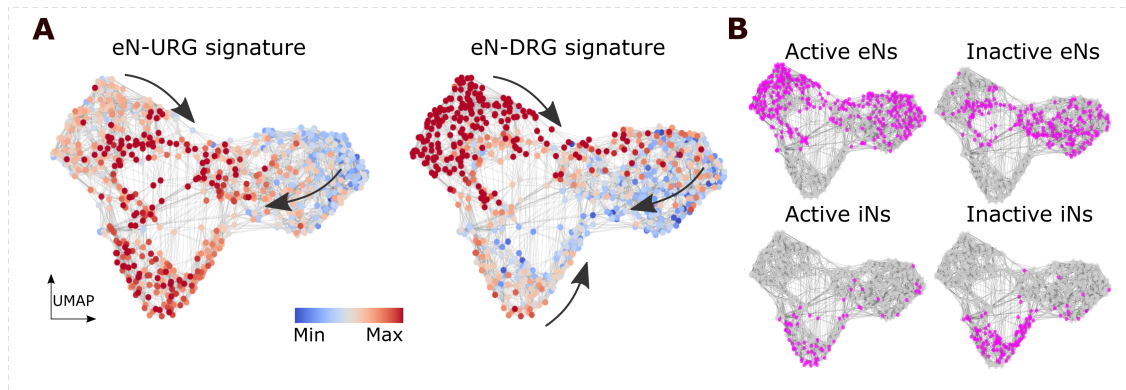 A
eN-URG signature
eN-DRG signature
UMAP
Min
Max
B
Active eNs
Inactive eNs
Active iNs
Inactive iNs